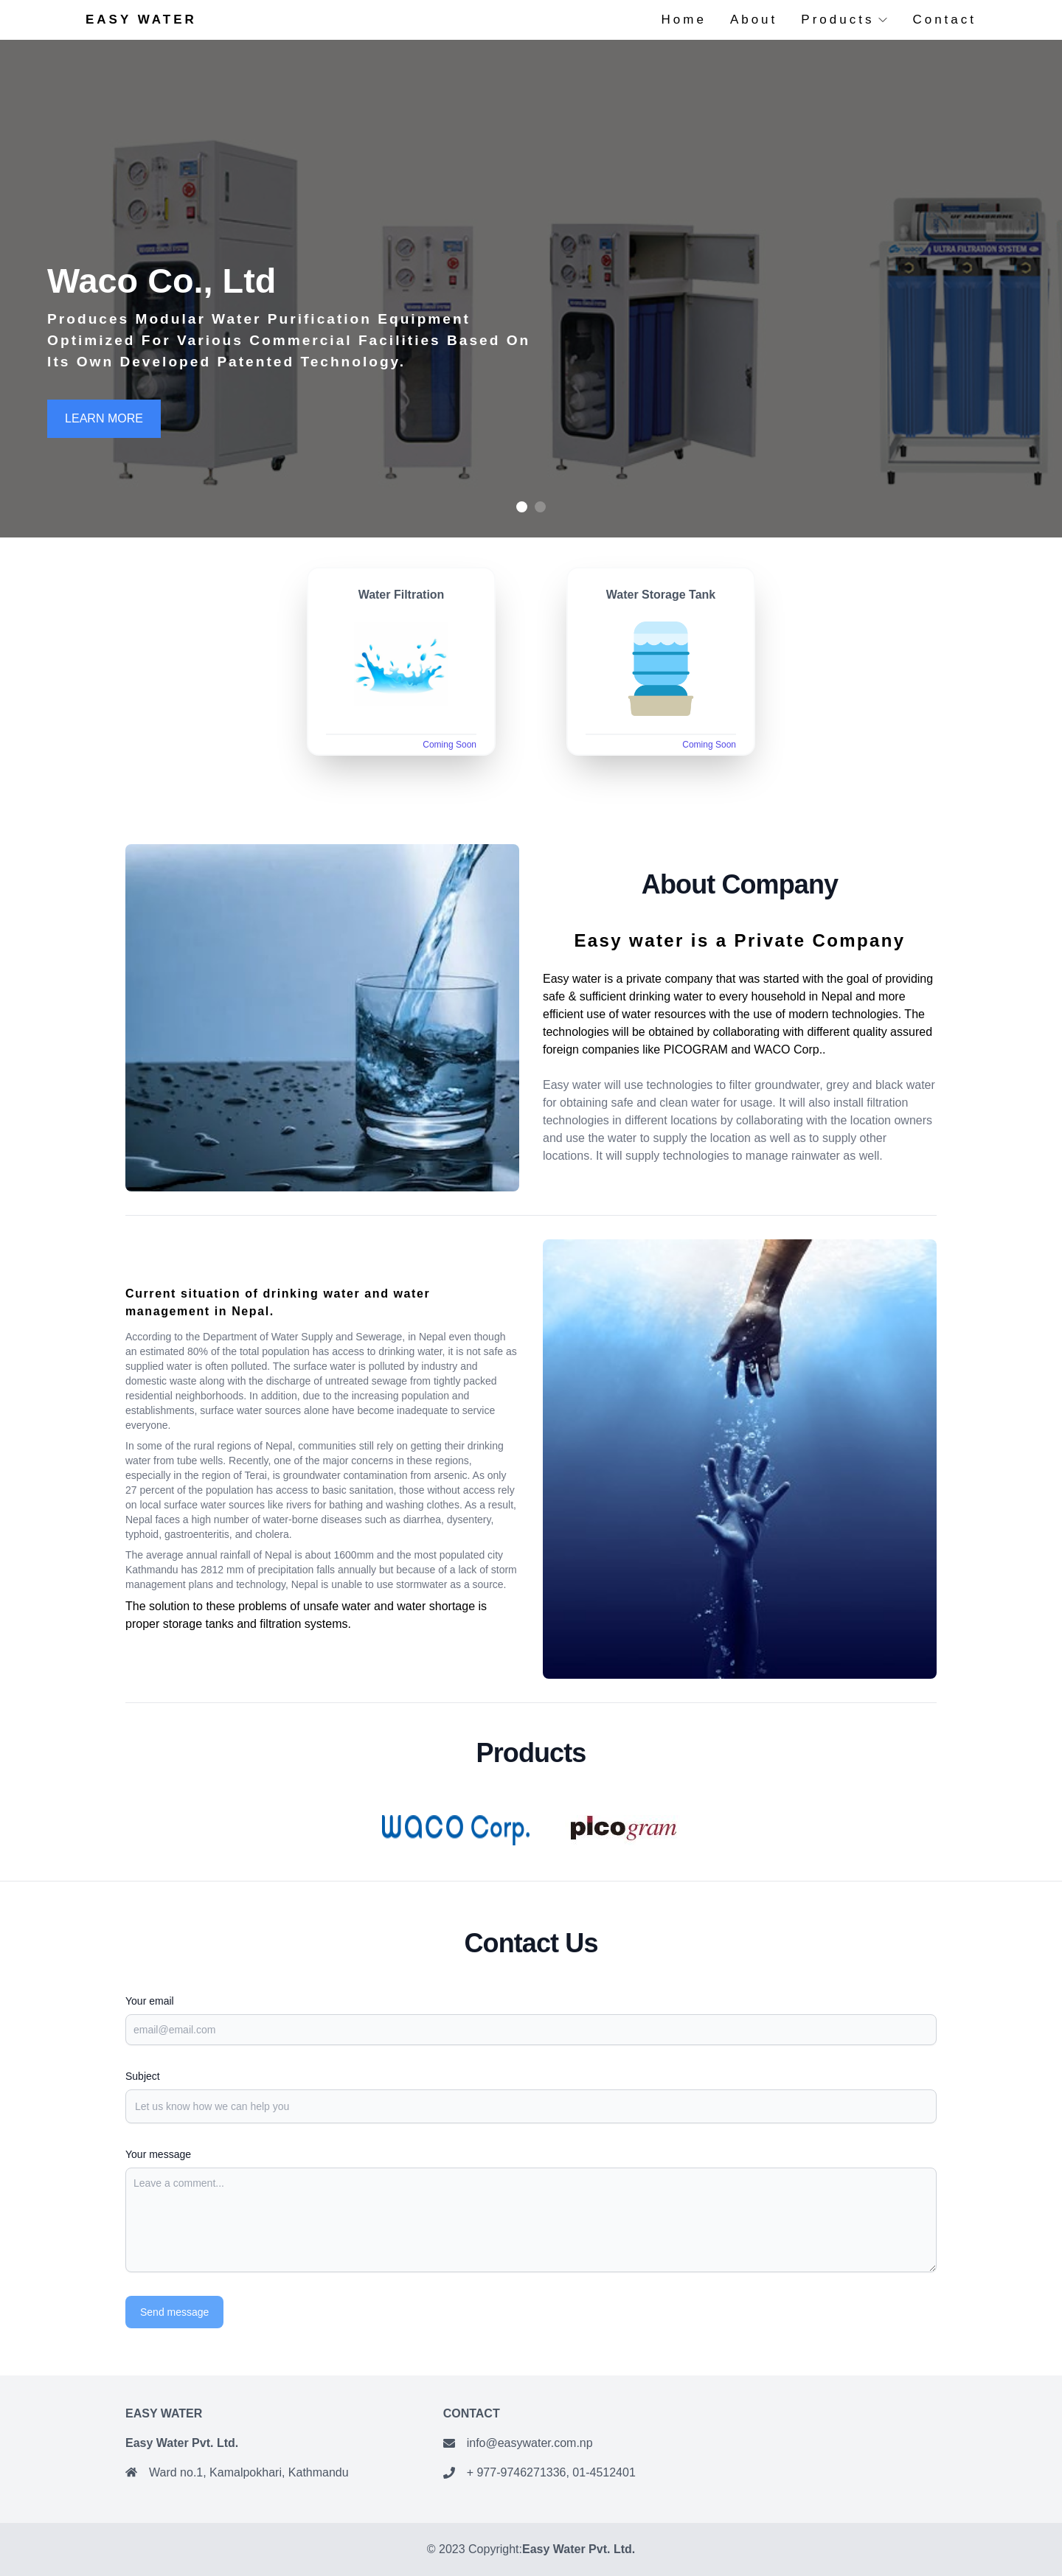 EASY WATER
Home About Products Contact
UF MEMBRANE
WACO ULTRA FILTRATION SYSTEM
Waco Co., Ltd
Produces Modular Water Purification Equipment
Optimized For Various Commercial Facilities Based On
Its Own Developed Patented Technology.
LEARN MORE
Water Filtration
Coming Soon
Water Storage Tank
Coming Soon
About Company
Easy water is a Private Company
Easy water is a private company that was started with the goal of providing
safe & sufficient drinking water to every household in Nepal and more
efficient use of water resources with the use of modern technologies. The
technologies will be obtained by collaborating with different quality assured
foreign companies like PICOGRAM and WACO Corp..
Easy water will use technologies to filter groundwater, grey and black water
for obtaining safe and clean water for usage. It will also install filtration
technologies in different locations by collaborating with the location owners
and use the water to supply the location as well as to supply other
locations. It will supply technologies to manage rainwater as well.
Current situation of drinking water and water
management in Nepal.
According to the Department of Water Supply and Sewerage, in Nepal even though
an estimated 80% of the total population has access to drinking water, it is not safe as
supplied water is often polluted. The surface water is polluted by industry and
domestic waste along with the discharge of untreated sewage from tightly packed
residential neighborhoods. In addition, due to the increasing population and
establishments, surface water sources alone have become inadequate to service
everyone.
In some of the rural regions of Nepal, communities still rely on getting their drinking
water from tube wells. Recently, one of the major concerns in these regions,
especially in the region of Terai, is groundwater contamination from arsenic. As only
27 percent of the population has access to basic sanitation, those without access rely
on local surface water sources like rivers for bathing and washing clothes. As a result,
Nepal faces a high number of water-borne diseases such as diarrhea, dysentery,
typhoid, gastroenteritis, and cholera.
The average annual rainfall of Nepal is about 1600mm and the most populated city
Kathmandu has 2812 mm of precipitation falls annually but because of a lack of storm
management plans and technology, Nepal is unable to use stormwater as a source.
The solution to these problems of unsafe water and water shortage is
proper storage tanks and filtration systems.
Products
WACO Corp.
picogram
Contact Us
Your email
email@email.com
Subject
Let us know how we can help you
Your message
Leave a comment...
Send message
EASY WATER
Easy Water Pvt. Ltd.
Ward no.1, Kamalpokhari, Kathmandu
CONTACT
info@easywater.com.np
+ 977-9746271336, 01-4512401
© 2023 Copyright:Easy Water Pvt. Ltd.